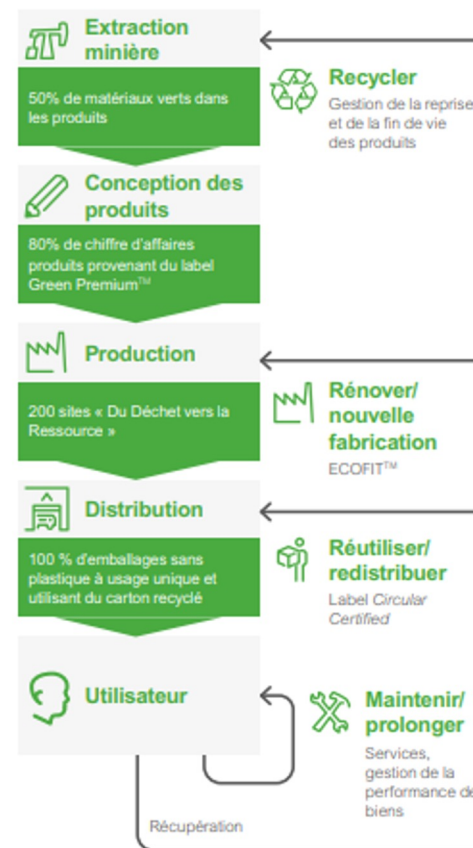 Extraction
minière
50% de matériaux verts dans
les produits
Recycler
Gestion de la reprise
et de la fin de vie
des produits
Conception des
produits
80% de chiffre d'affaires
produits provenant du label
Green Premium™
Production
200 sites « Du Déchet vers la
Ressource »
Rénover/
nouvelle
fabrication
ECOFIT™
Distribution
100 % d'emballages sans
plastique à usage unique et
utilisant du carton recyclé
Réutiliser/
redistribuer
Label Circular
Certified
Utilisateur
Maintenir/
prolonger
Services,
gestion de la
performance de
biens
Récupération